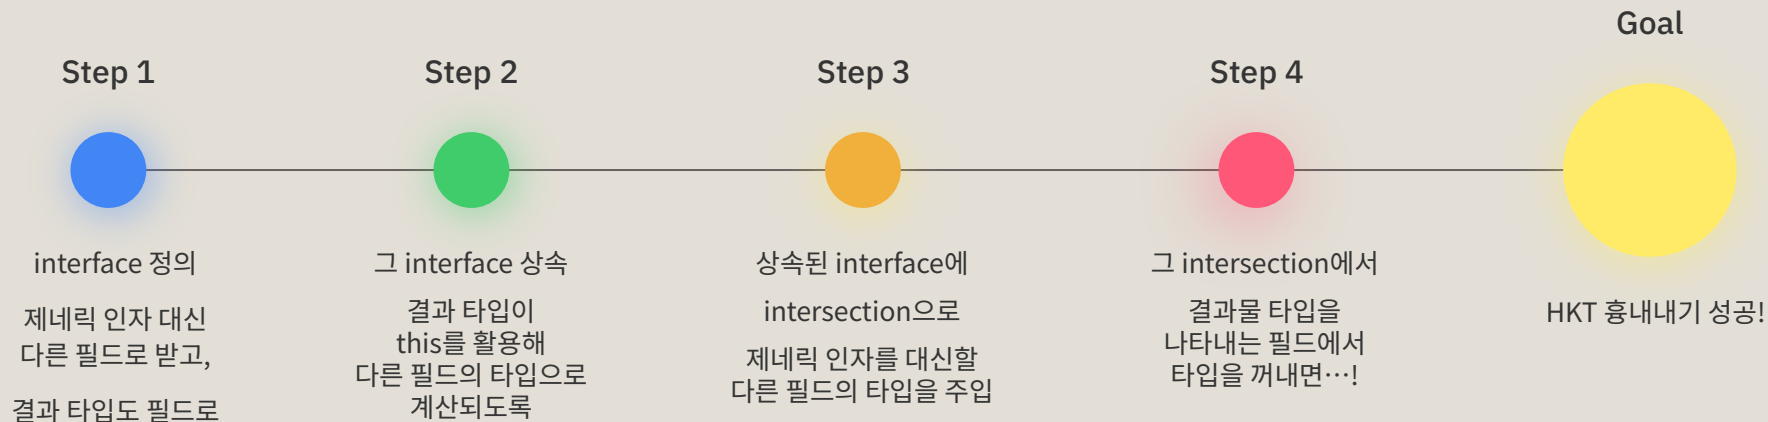 Step 1
interface 정의
제네릭 인자 대신
다른 필드로 받고,
결과 타입도 필드로
Step 2
그 interface 상속
결과 타입이
this를 활용해
다른 필드의 타입으로
계산되도록
Step 3
상속된 interface에
intersection으로
제네릭 인자를 대신할
다른 필드의 타입을 주입
Step 4
그 intersection에서
결과물 타입을
나타내는 필드에서
타입을 꺼내면…!
Goal
HKT 흉내내기 성공!